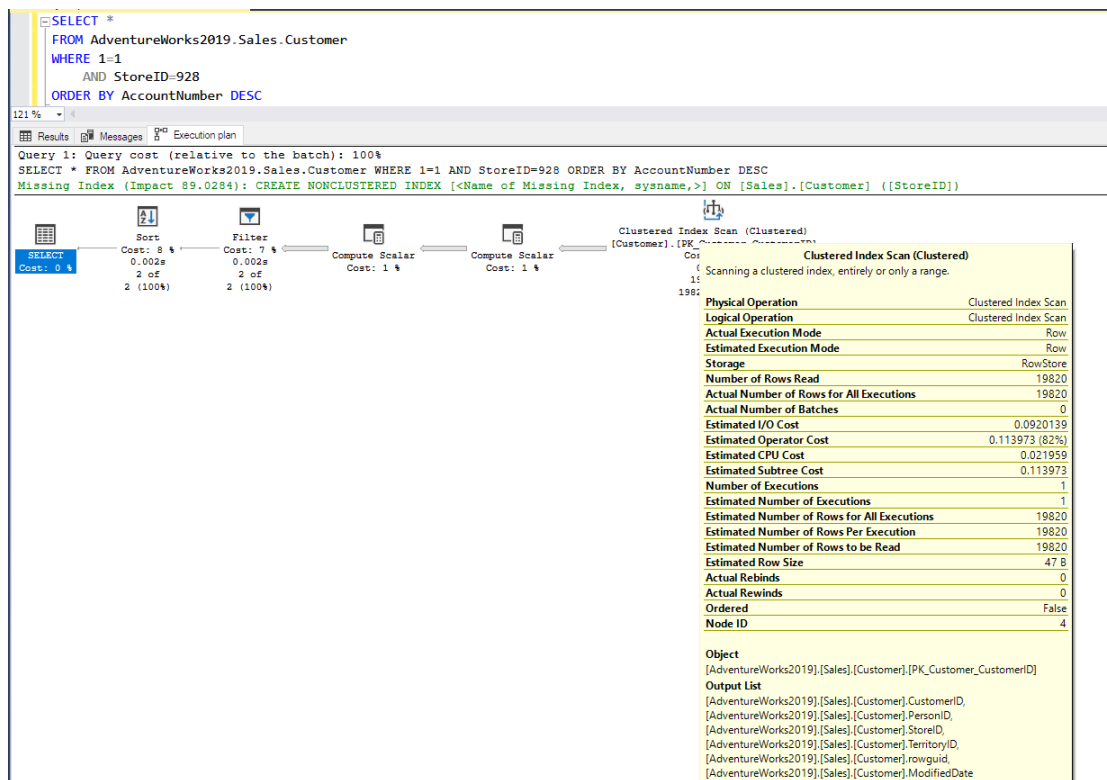 SELECT *
FROM AdventureWorks2019.Sales.Customer
WHERE 1=1
AND StoreID=928
ORDER BY AccountNumber DESC
121 %
Results Messages Execution plan
Query 1: Query cost (relative to the batch): 100%
SELECT * FROM AdventureWorks2019.Sales.Customer WHERE 1=1 AND StoreID=928 ORDER BY AccountNumber DESC
Missing Index (Impact 89.0284): CREATE NONCLUSTERED INDEX [<Name of Missing Index, sysname,>] ON [Sales].[Customer] ([StoreID])
SELECT
Cost: 0 %
Sort
Cost: 8 %
0.002s
2 of
2 (100%)
Filter
Cost: 7 %
0.002s
2 of
2 (100%)
Compute Scalar
Cost: 1 %
Compute Scalar
Cost: 1 %
Clustered Index Scan (Clustered)
[Customer].[PK_Customer_CustomerID]
Clustered Index Scan (Clustered)
Scanning a clustered index, entirely or only a range.
Physical Operation Clustered Index Scan
Logical Operation Clustered Index Scan
Actual Execution Mode Row
Estimated Execution Mode Row
Storage RowStore
Number of Rows Read 19820
Actual Number of Rows for All Executions 19820
Actual Number of Batches 0
Estimated I/O Cost 0.0920139
Estimated Operator Cost 0.113973 (82%)
Estimated CPU Cost 0.021959
Estimated Subtree Cost 0.113973
Number of Executions 1
Estimated Number of Executions 1
Estimated Number of Rows for All Executions 19820
Estimated Number of Rows Per Execution 19820
Estimated Number of Rows to be Read 19820
Estimated Row Size 47 B
Actual Rebinds 0
Actual Rewinds 0
Ordered False
Node ID 4
Object
[AdventureWorks2019].[Sales].[Customer].[PK_Customer_CustomerID]
Output List
[AdventureWorks2019].[Sales].[Customer].CustomerID,
[AdventureWorks2019].[Sales].[Customer].PersonID,
[AdventureWorks2019].[Sales].[Customer].StoreID,
[AdventureWorks2019].[Sales].[Customer].TerritoryID,
[AdventureWorks2019].[Sales].[Customer].rowguid,
[AdventureWorks2019].[Sales].[Customer].ModifiedDate